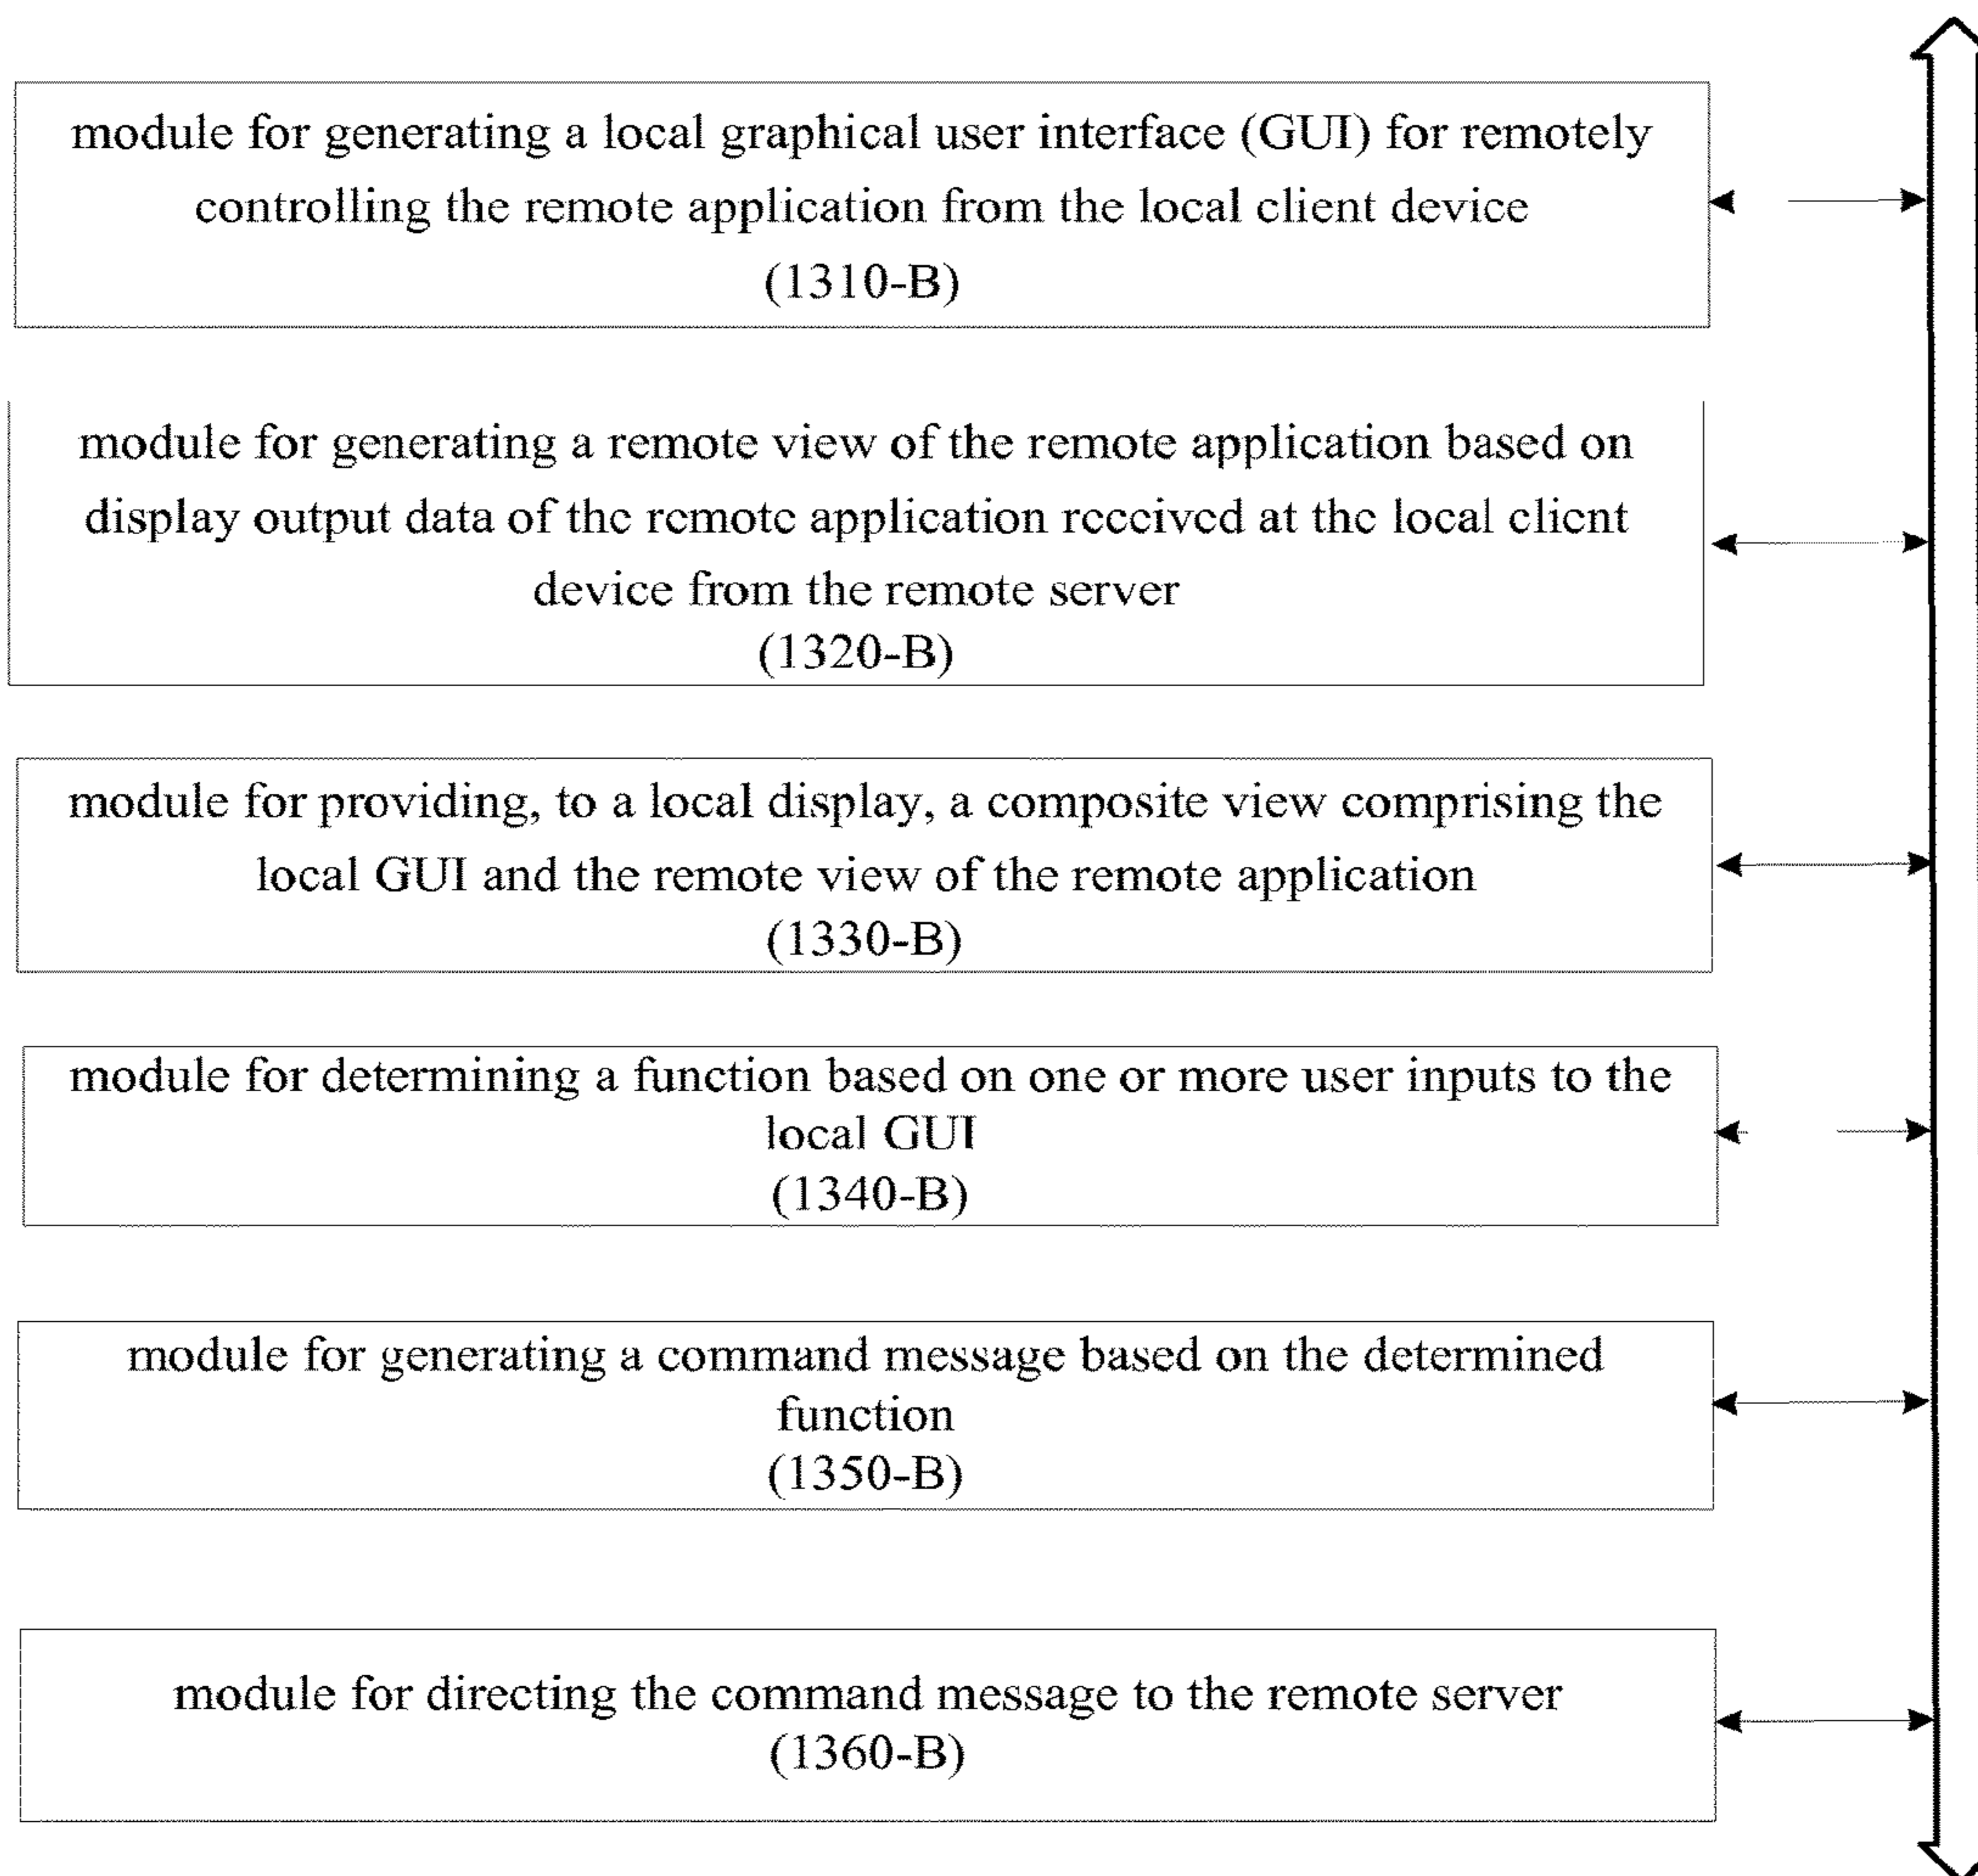 module for generating a local graphical user interface (GUI) for remotely
controlling the remote application from the local client device
(1310-B)
module for generating a remote view of the remote application based on
display output data of the remote application received at the local client
device from the remote server
(1320-B)
module for providing, to a local display, a composite view comprising the
local GUI and the remote view of the remote application
(1330-B)
module for determining a function based on one or more user inputs to the
local GUI
(1340-B)
module for generating a command message based on the determined
function
(1350-B)
module for directing the command message to the remote server
(1360-B)